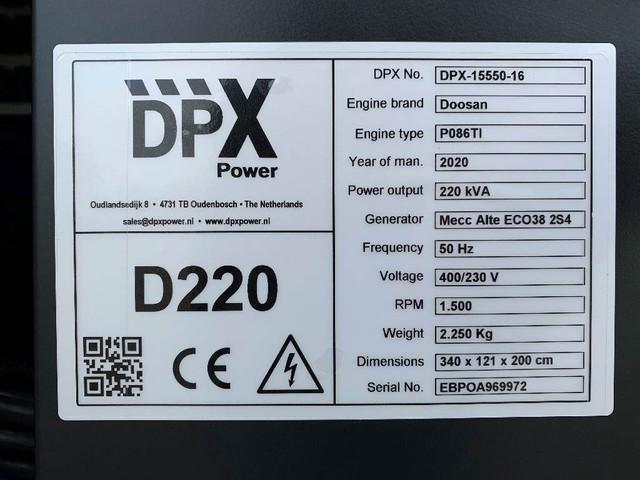 DPX
Power
Oudlandsedijk 8 • 4731 TB Oudenbosch • The Netherlands
sales@dpxpower.nl • www.dpxpower.nl
D220
CE
DPX No. DPX-15550-16
Engine brand Doosan
Engine type P086TI
Year of man. 2020
Power output 220 kVA
Generator Mecc Alte ECO38 2S4
Frequency 50 Hz
Voltage 400/230 V
RPM 1.500
Weight 2.250 Kg
Dimensions 340 x 121 x 200 cm
Serial No. EBPOA969972